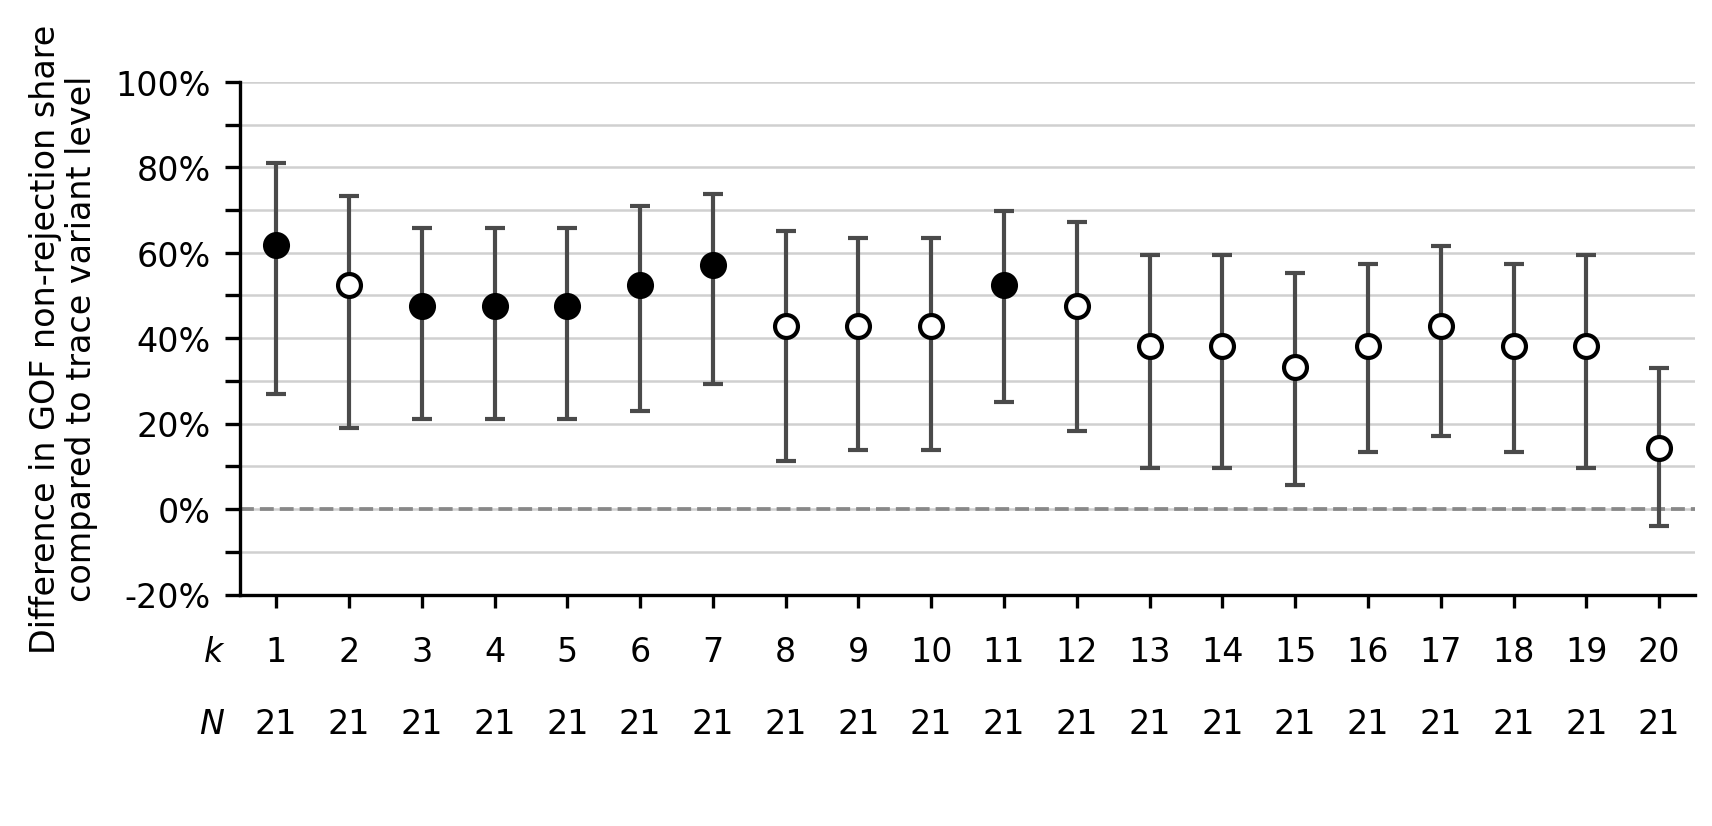 Difference in GOF non-rejection share
compared to trace variant level
100%
80%
60%
40%
20%
0%
-20%
k 1 2 3 4 5 6 7 8 9 10 11 12 13 14 15 16 17 18 19 20
N 21 21 21 21 21 21 21 21 21 21 21 21 21 21 21 21 21 21 21 21